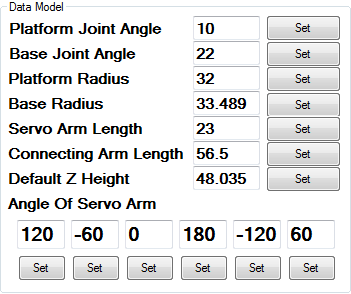 Data Model
Platform Joint Angle 10 Set
Base Joint Angle 22 Set
Platform Radius 32 Set
Base Radius 33.489 Set
Servo Arm Length 23 Set
Connecting Arm Length 56.5 Set
Default Z Height 48.035 Set
Angle Of Servo Arm
120 -60 0 180 -120 60
Set Set Set Set Set Set